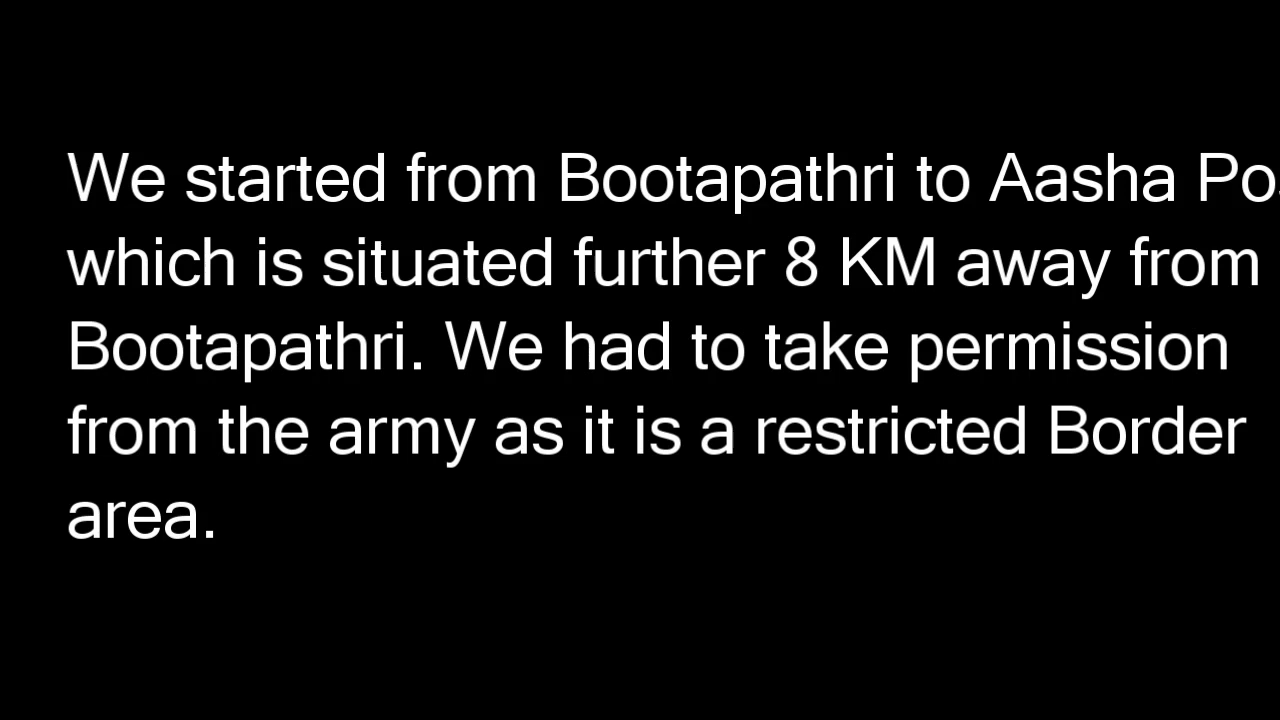 We started from Bootapathri to Aasha
which is situated further 8 KM away from
Bootapathri. We had to take permission
from the army as it is a restricted Border
area.